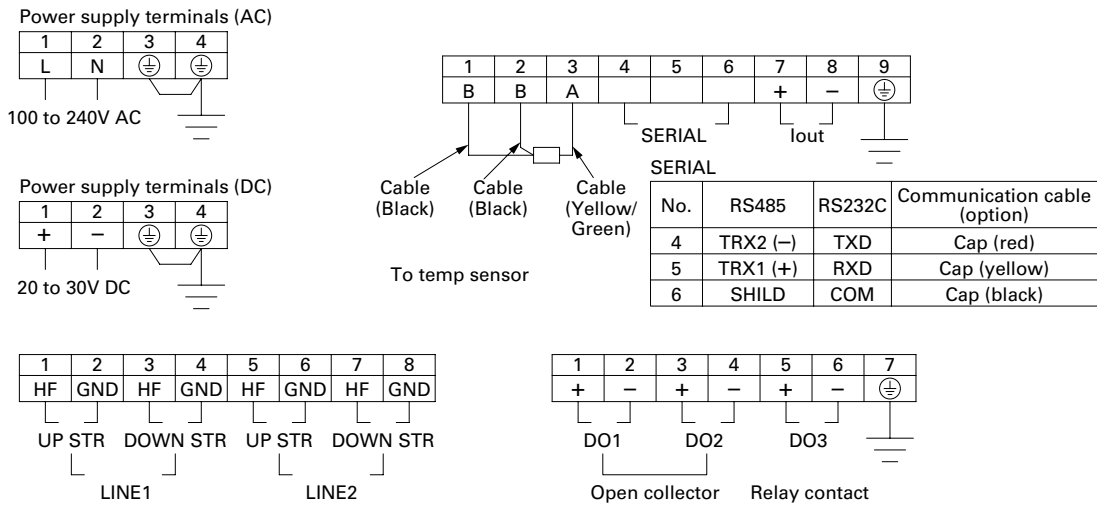 Power supply terminals (AC)
1 2 3 4
L N
100 to 240V AC
Power supply terminals (DC)
1 2 3 4
+ −
20 to 30V DC
1 2 3 4 5 6 7 8 9
B B A + −
SERIAL Iout
Cable (Black)
Cable (Black)
Cable (Yellow/Green)
To temp sensor
SERIAL
No. RS485 RS232C Communication cable (option)
4 TRX2 (−) TXD Cap (red)
5 TRX1 (+) RXD Cap (yellow)
6 SHILD COM Cap (black)
1 2 3 4 5 6 7 8
HF GND HF GND HF GND HF GND
UP STR DOWN STR UP STR DOWN STR
LINE1 LINE2
1 2 3 4 5 6 7
+ − + − + −
DO1 DO2 DO3
Open collector Relay contact